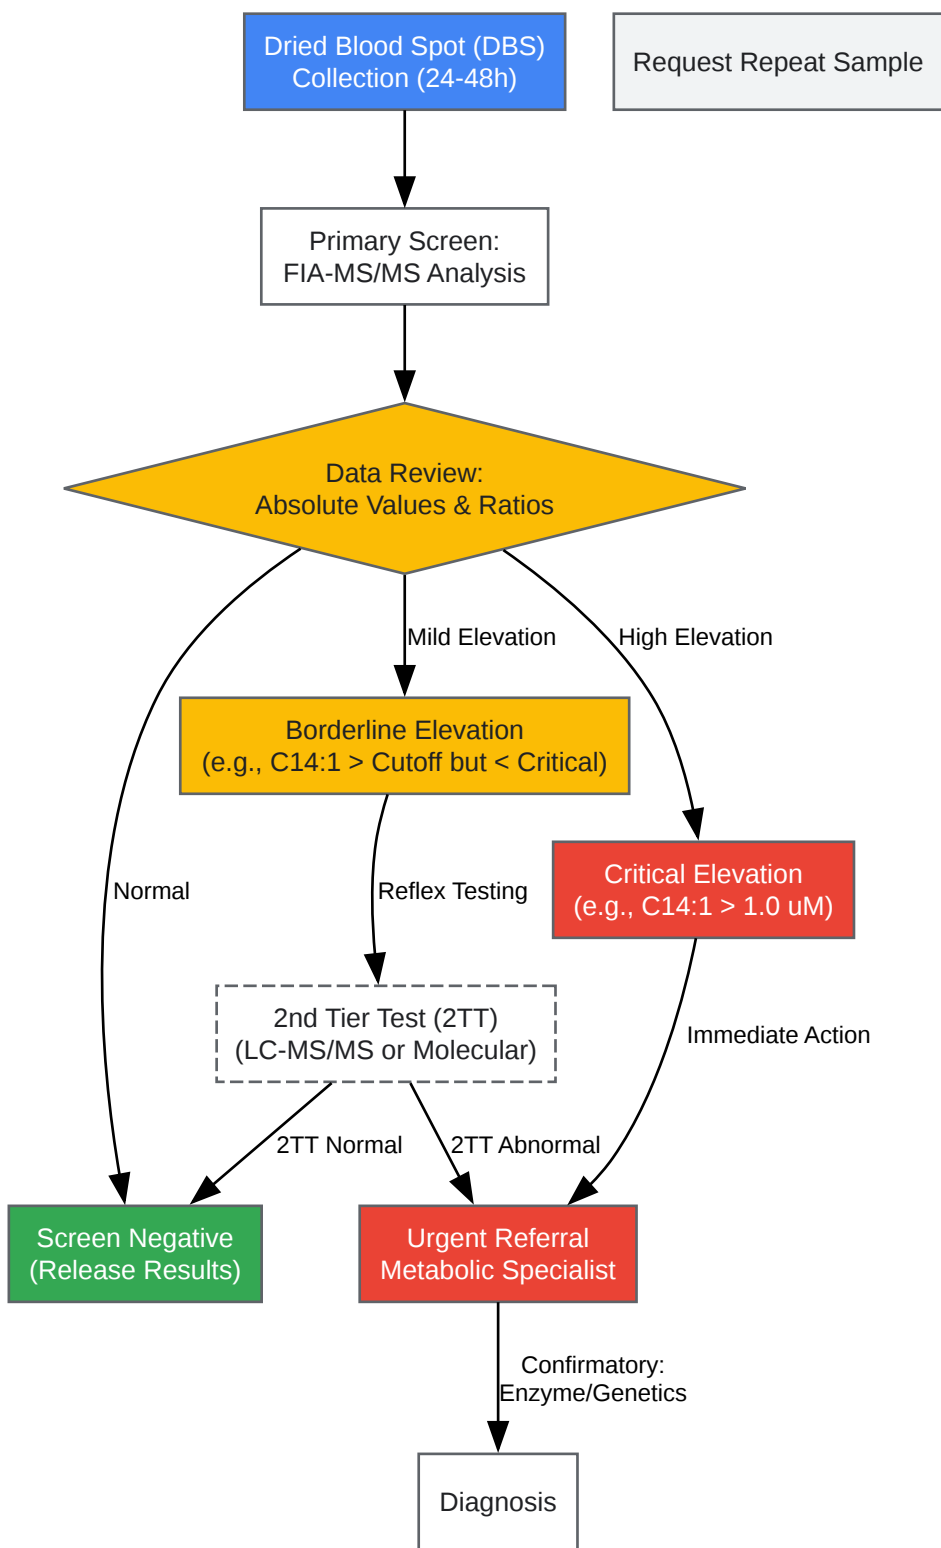 Dried Blood Spot (DBS)
Collection (24-48h)
Request Repeat Sample
Primary Screen:
FIA-MS/MS Analysis
Data Review:
Absolute Values & Ratios
Mild Elevation
High Elevation
Borderline Elevation
(e.g., C14:1 > Cutoff but < Critical)
Normal
Reflex Testing
Critical Elevation
(e.g., C14:1 > 1.0 uM)
2nd Tier Test (2TT)
(LC-MS/MS or Molecular)
Immediate Action
2TT Normal
2TT Abnormal
Screen Negative
(Release Results)
Urgent Referral
Metabolic Specialist
Confirmatory:
Enzyme/Genetics
Diagnosis